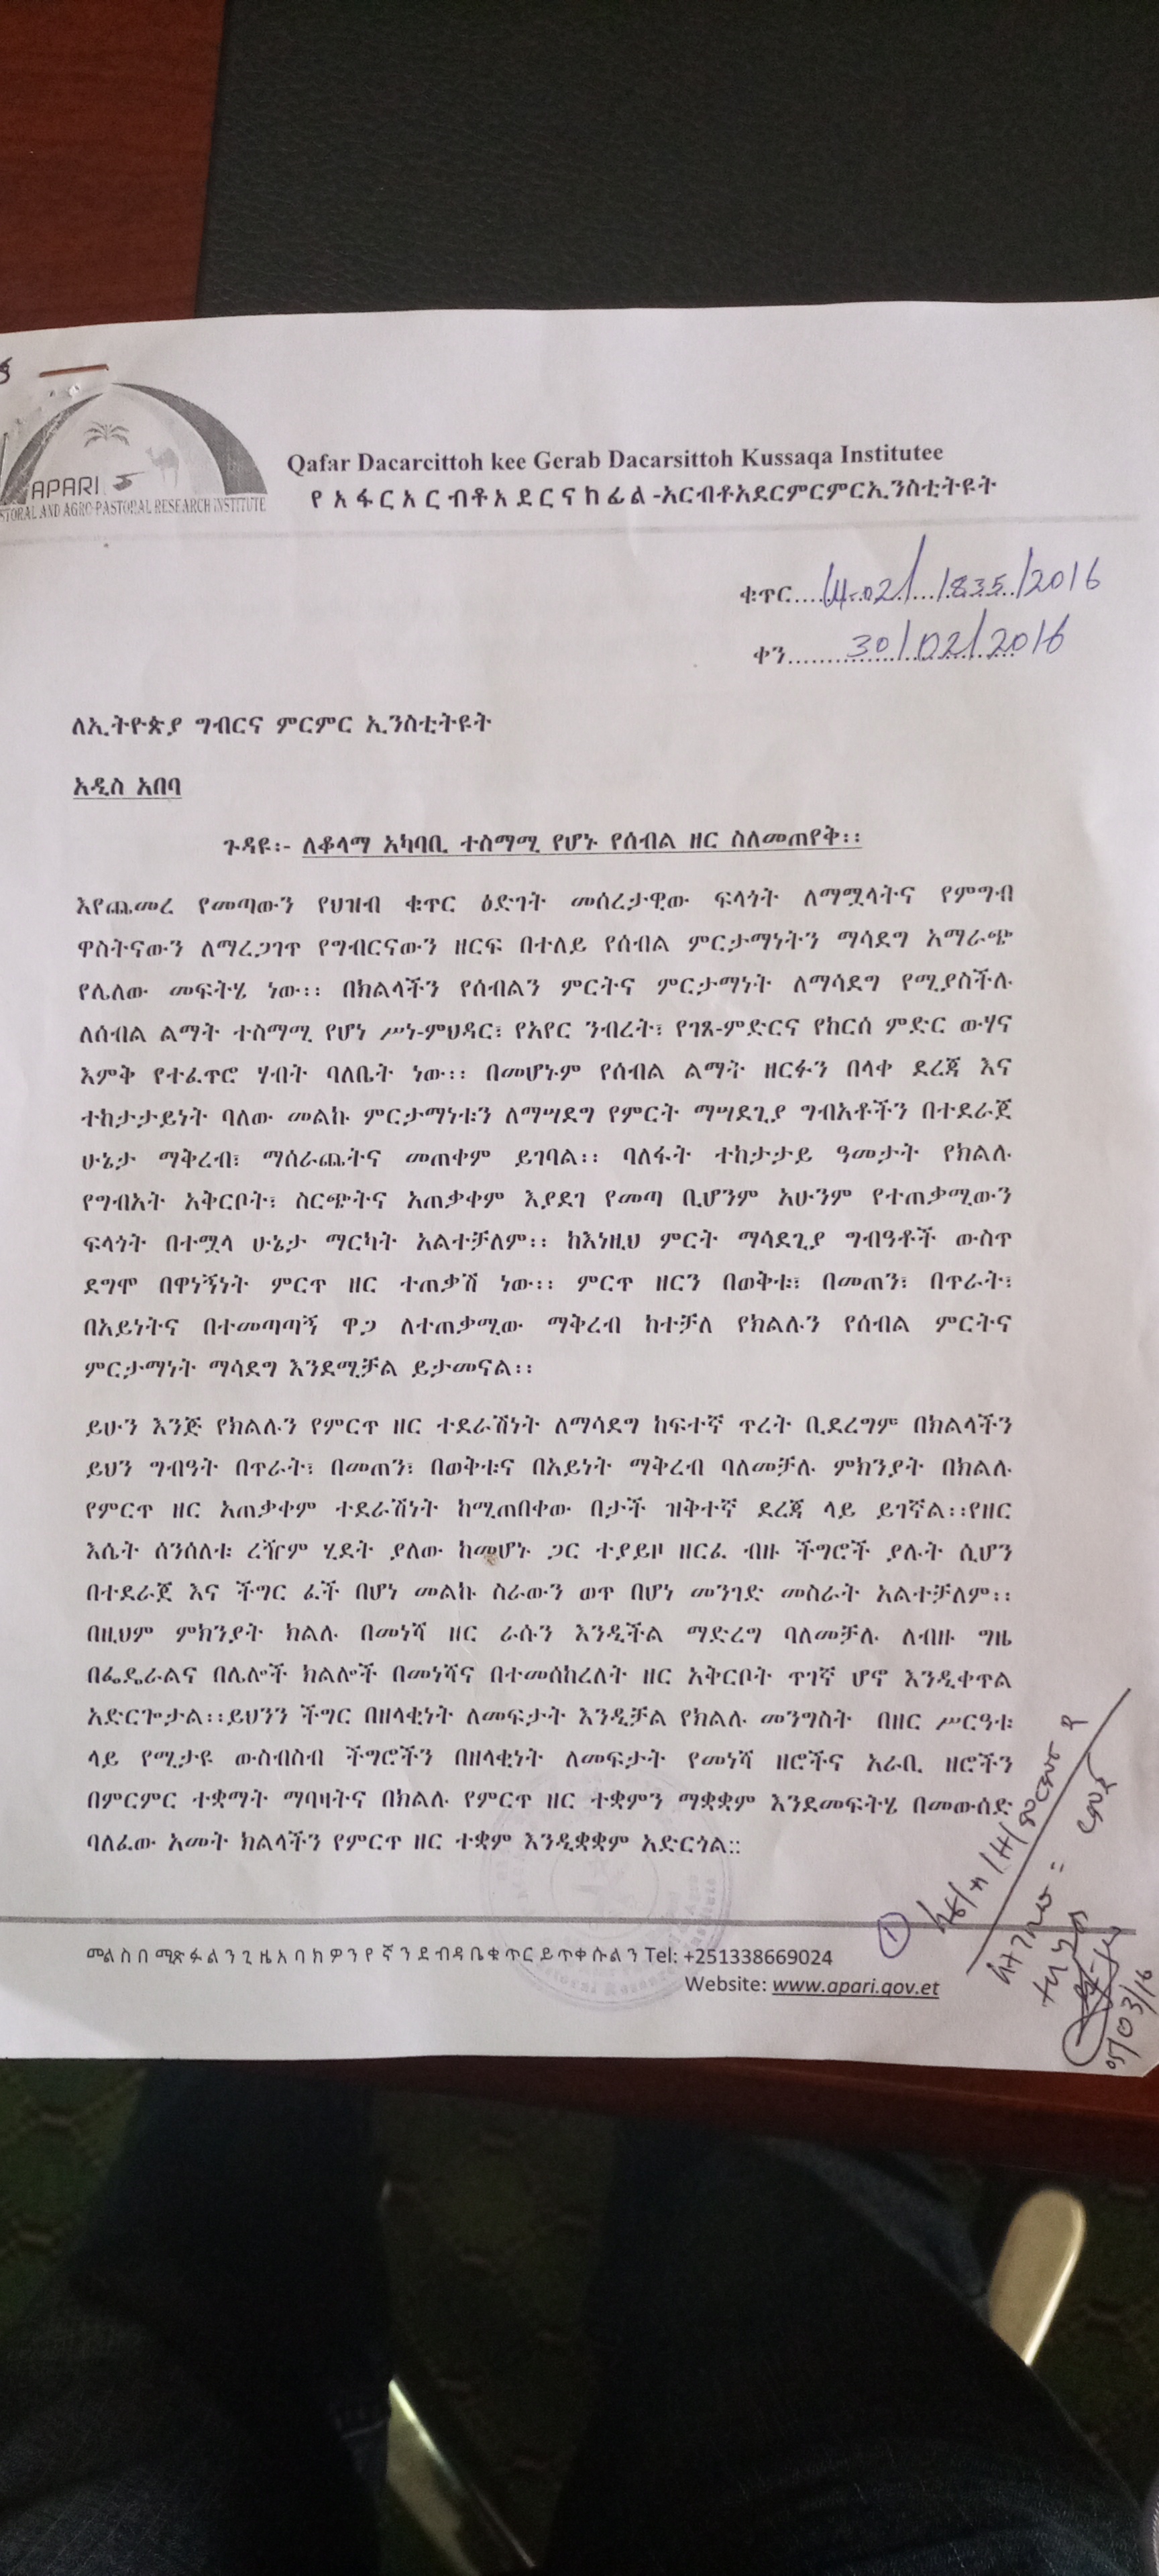 APARI
STORAL AND AGRO-PASTORAL RESEARCH INSTITUTE
Qafar Dacarcittoh kee Gerab Dacarsittoh Kussaqa Institutee
የ አ ፋ ር አ ር ብ ቶ አ ደ ር ና ከ ፊ ል -አርብቶአደርምርምርኢንስቲትዩት
ቁጥር....14-02/...1835/2016
ቀን......30/02/2016
ለኢትዮጵያ ግብርና ምርምር ኢንስቲትዩት
አዲስ አበባ
ጉዳዩ፡- ለቆላማ አካባቢ ተስማሚ የሆኑ የሰብል ዘር ስለመጠየቅ፡፡
እየጨመረ የመጣውን የህዝብ ቁጥር ዕድገት መሰረታዊው ፍላጎት ለማሟላትና የምግብ
ዋስትናውን ለማረጋገጥ የግብርናውን ዘርፍ በተለይ የሰብል ምርታማነትን ማሳደግ አማራጭ
የሌለው መፍትሄ ነው፡፡ በክልላችን የሰብልን ምርትና ምርታማነት ለማሳደግ የሚያስችሉ
ለሰብል ልማት ተስማሚ የሆነ ሥነ-ምህዳር፣ የአየር ንብረት፣ የገጸ-ምድርና የከርሰ ምድር ውሃና
እምቅ የተፈጥሮ ሃብት ባለቤት ነው፡፡ በመሆኑም የሰብል ልማት ዘርፉን በላቀ ደረጃ እና
ተከታታይነት ባለው መልኩ ምርታማነቱን ለማሣደግ የምርት ማሣደጊያ ግብአቶችን በተደራጀ
ሁኔታ ማቅረብ፣ ማሰራጨትና መጠቀም ይገባል፡፡ ባለፋት ተከታታይ ዓመታት የክልሉ
የግብአት አቅርቦት፣ ስርጭትና አጠቃቀም እያደገ የመጣ ቢሆንም አሁንም የተጠቃሚውን
ፍላጎት በተሟላ ሁኔታ ማርካት አልተቻለም፡፡ ከእነዚህ ምርት ማሳደጊያ ግብዓቶች ውስጥ
ደግሞ በዋነኝነት ምርጥ ዘር ተጠቃሽ ነው፡፡ ምርጥ ዘርን በወቅቱ፣ በመጠን፣ በጥራት፣
በአይነትና በተመጣጣኝ ዋጋ ለተጠቃሚው ማቅረብ ከተቻለ የክልሉን የሰብል ምርትና
ምርታማነት ማሳደግ እንደሚቻል ይታመናል፡፡
ይሁን እንጅ የክልሉን የምርጥ ዘር ተደራሽነት ለማሳደግ ከፍተኛ ጥረት ቢደረግም በክልላችን
ይህን ግብዓት በጥራት፣ በመጠን፣ በወቅቱና በአይነት ማቅረብ ባለመቻሉ ምክንያት በክልሉ
የምርጥ ዘር አጠቃቀም ተደራሽነት ከሚጠበቀው በታች ዝቅተኛ ደረጃ ላይ ይገኛል፡፡የዘር
እሴት ሰንሰለቱ ረዥም ሂደት ያለው ከመሆኑ ጋር ተያይዞ ዘርፈ ብዙ ችግሮች ያሉት ሲሆን
በተደራጀ እና ችግር ፈች በሆነ መልኩ ስራውን ወጥ በሆነ መንገድ መስራት አልተቻለም፡፡
በዚህም ምክንያት ክልሉ በመነሻ ዘር ራሱን እንዲችል ማድረግ ባለመቻሉ ለብዙ ግዜ
በፌዴራልና በሌሎች ክልሎች በመነሻና በተመሰከረለት ዘር አቅርቦት ጥገኛ ሆኖ እንዲቀጥል
አድርጎታል፡፡ይህንን ችግር በዘላቂነት ለመፍታት እንዲቻል የክልሉ መንግስት በዘር ሥርዓቱ
ላይ የሚታዩ ውስብስብ ችግሮችን በዘላቂነት ለመፍታት የመነሻ ዘሮችና አራቢ ዘሮችን
በምርምር ተቋማት ማባዛትና በክልሉ የምርጥ ዘር ተቋምን ማቋቋም እንደመፍትሄ በመውሰድ
ባለፈው አመት ክልላችን የምርጥ ዘር ተቋም እንዲቋቋም አድርጎል::
መልስ በ ሚጽ ፉ ል ን ጊ ዜ እ ባ ክ ዎን የ ኛ ን ደ ብ ዳ ቤ ቁ ጥ ር ይ ጥ ቀ ሱ ል ን Tel: +251338669024
Website: www.apari.gov.et
05/03/16